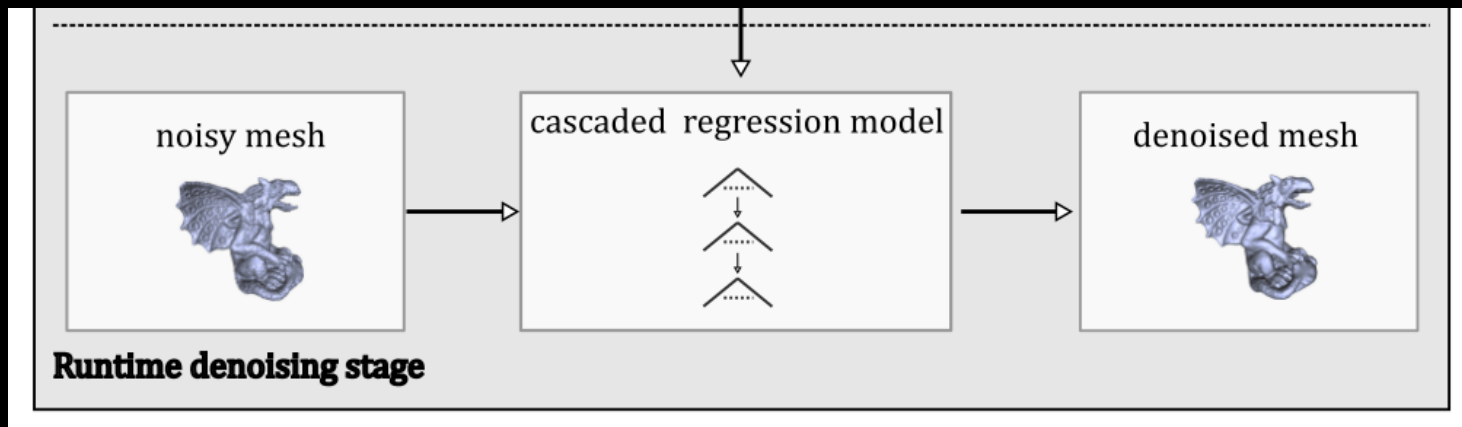 noisy mesh
cascaded regression model
denoised mesh
Runtime denoising stage